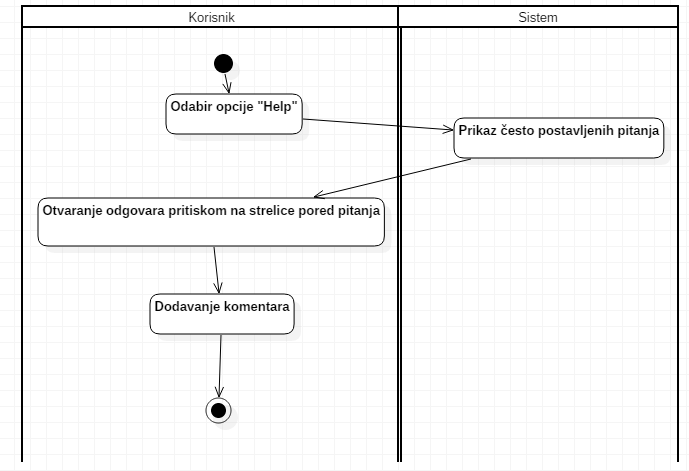 Korisnik
Sistem
Odabir opcije "Help"
Prikaz često postavljenih pitanja
Otvaranje odgovara pritiskom na strelice pored pitanja
Dodavanje komentara